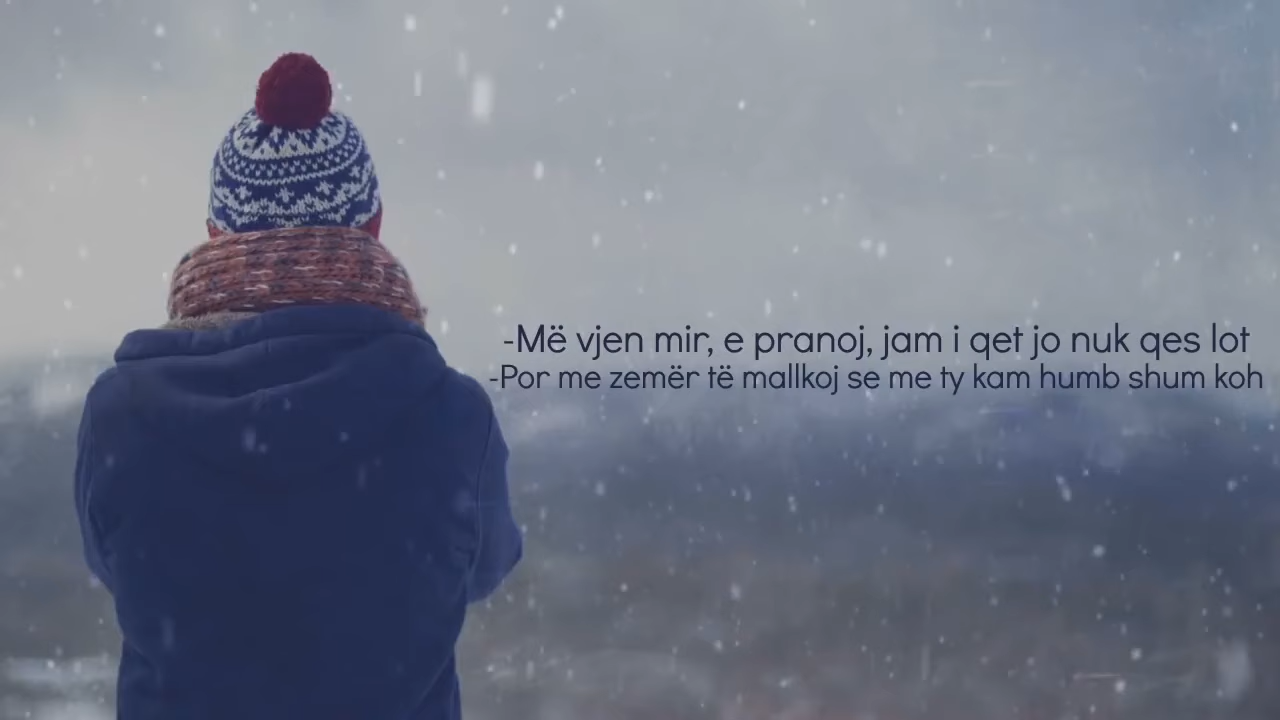 -Më vjen mir, e pranoj, jam i qet jo nuk qes lot
-Por me zemër të mallkoj se me ty kam humb shum koh